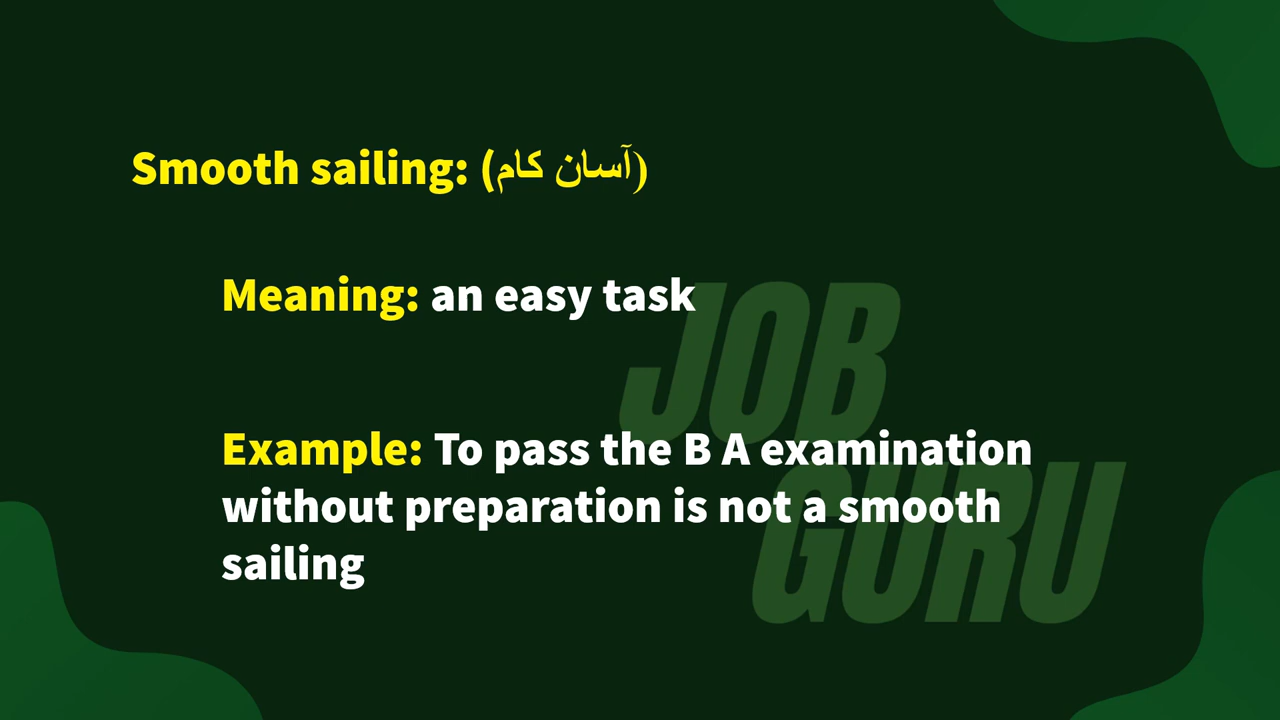 Smooth sailing: (آسان کام)
Meaning: an easy task
Example: To pass the B A examination
without preparation is not a smooth
sailing
JOB
GURU